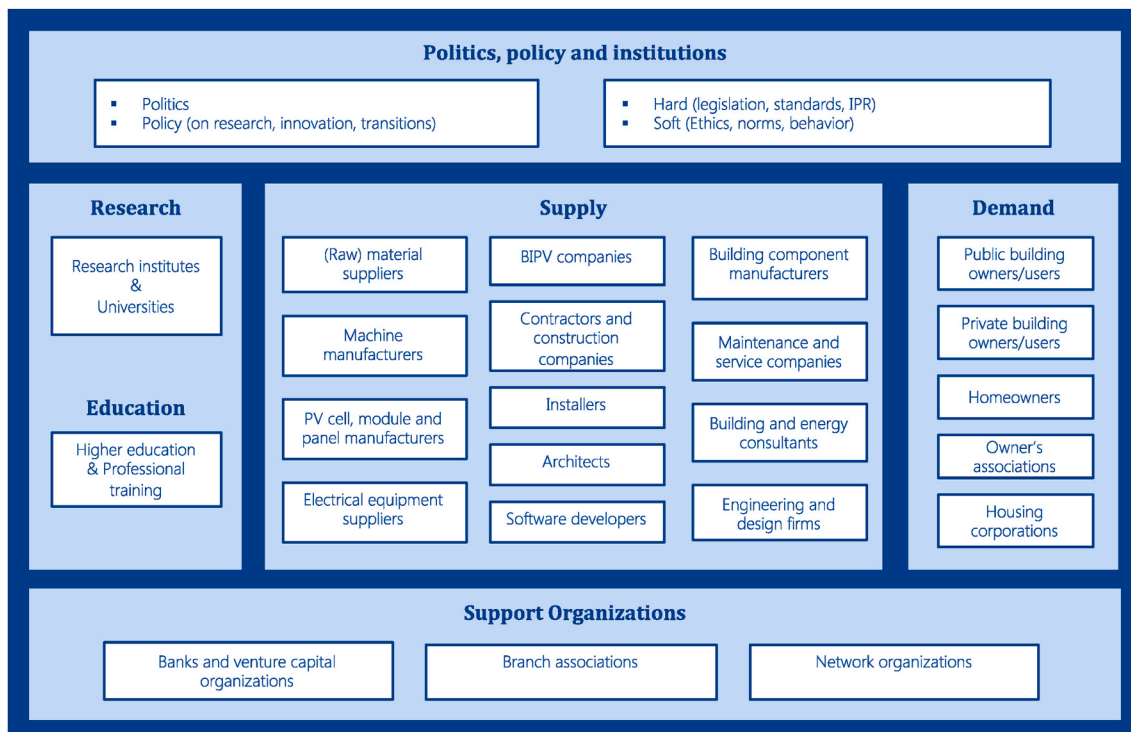 Politics, policy and institutions
▪ Politics
▪ Policy (on research, innovation, transitions)
▪ Hard (legislation, standards, IPR)
▪ Soft (Ethics, norms, behavior)
Research
Research institutes
&
Universities
Education
Higher education
& Professional
training
Supply
(Raw) material
suppliers
Machine
manufacturers
PV cell, module and
panel manufacturers
Electrical equipment
suppliers
BIPV companies
Contractors and
construction
companies
Installers
Architects
Software developers
Building component
manufacturers
Maintenance and
service companies
Building and energy
consultants
Engineering and
design firms
Demand
Public building
owners/users
Private building
owners/users
Homeowners
Owner's
associations
Housing
corporations
Support Organizations
Banks and venture capital
organizations
Branch associations
Network organizations